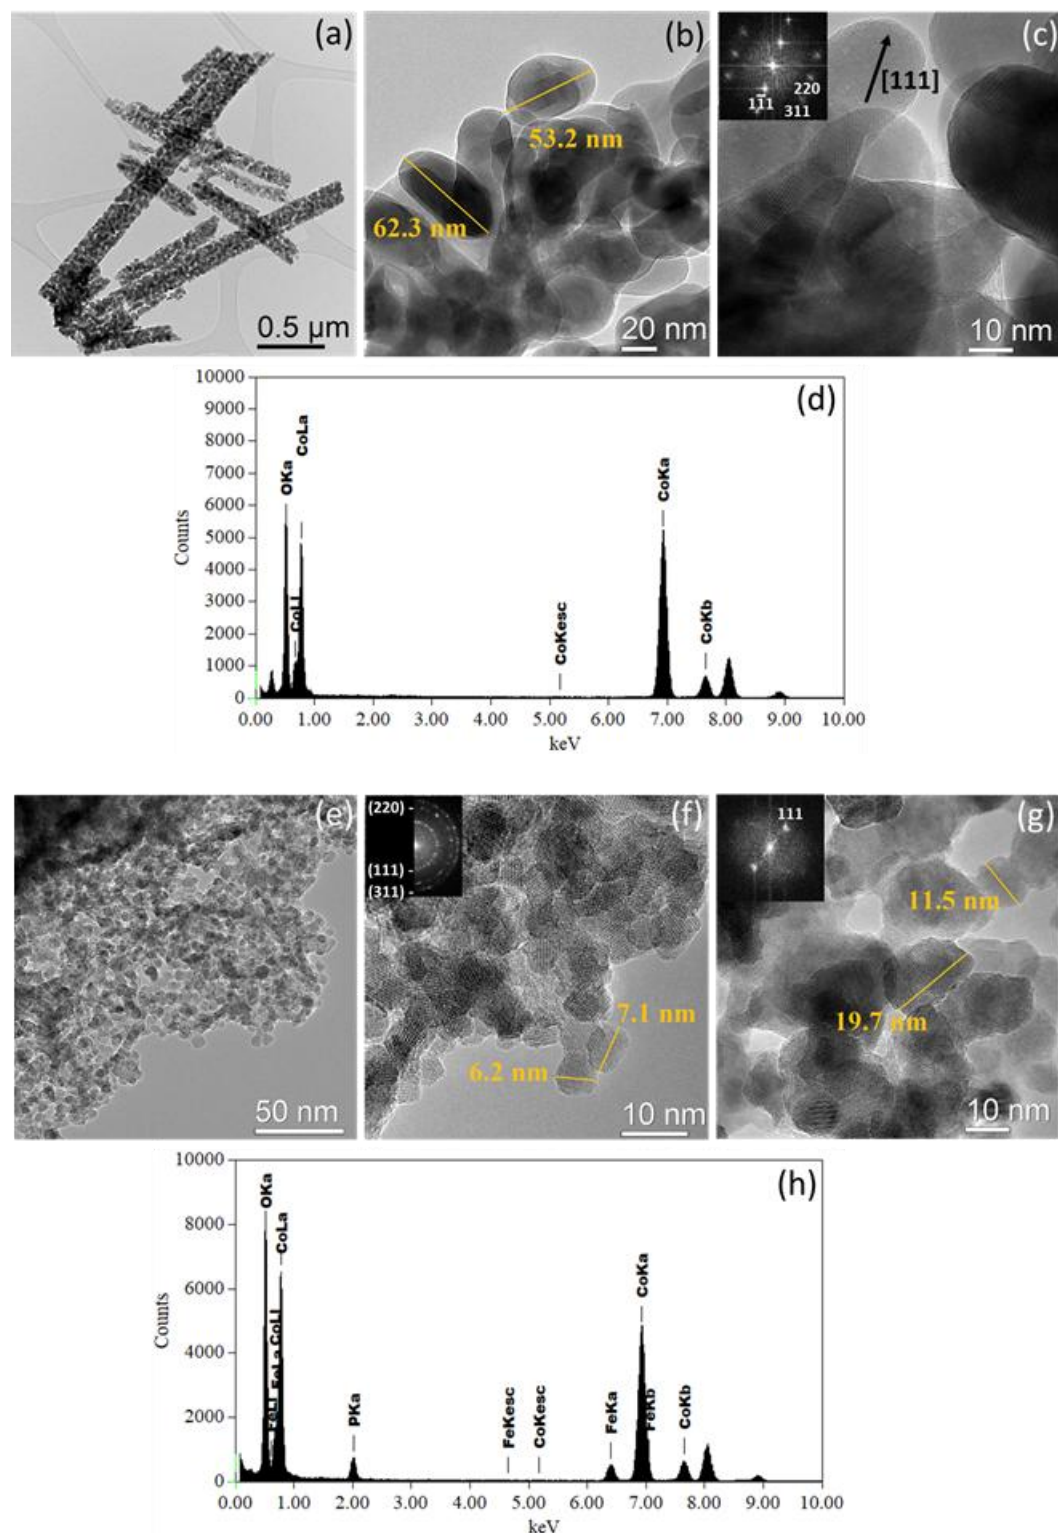 (a)
0.5 µm
(b)
53.2 nm
62.3 nm
20 nm
(c)
[111]
220
11̅1
311
10 nm
(d)
10000
9000
8000
7000
6000
5000
4000
3000
2000
1000
0
Counts
OKa
CoLl
CoLa
CoKesc
CoKa
CoKb
0.00 1.00 2.00 3.00 4.00 5.00 6.00 7.00 8.00 9.00 10.00
keV
(e)
50 nm
(f)
(220) -
(111) -
(311) -
7.1 nm
6.2 nm
10 nm
(g)
111
11.5 nm
19.7 nm
10 nm
(h)
10000
8000
6000
4000
2000
0
Counts
OKa
FeLl
FeLa
CoLl
CoLa
PKa
FeKesc
CoKesc
FeKa
CoKa
FeKb
CoKb
0.00 1.00 2.00 3.00 4.00 5.00 6.00 7.00 8.00 9.00 10.00
keV